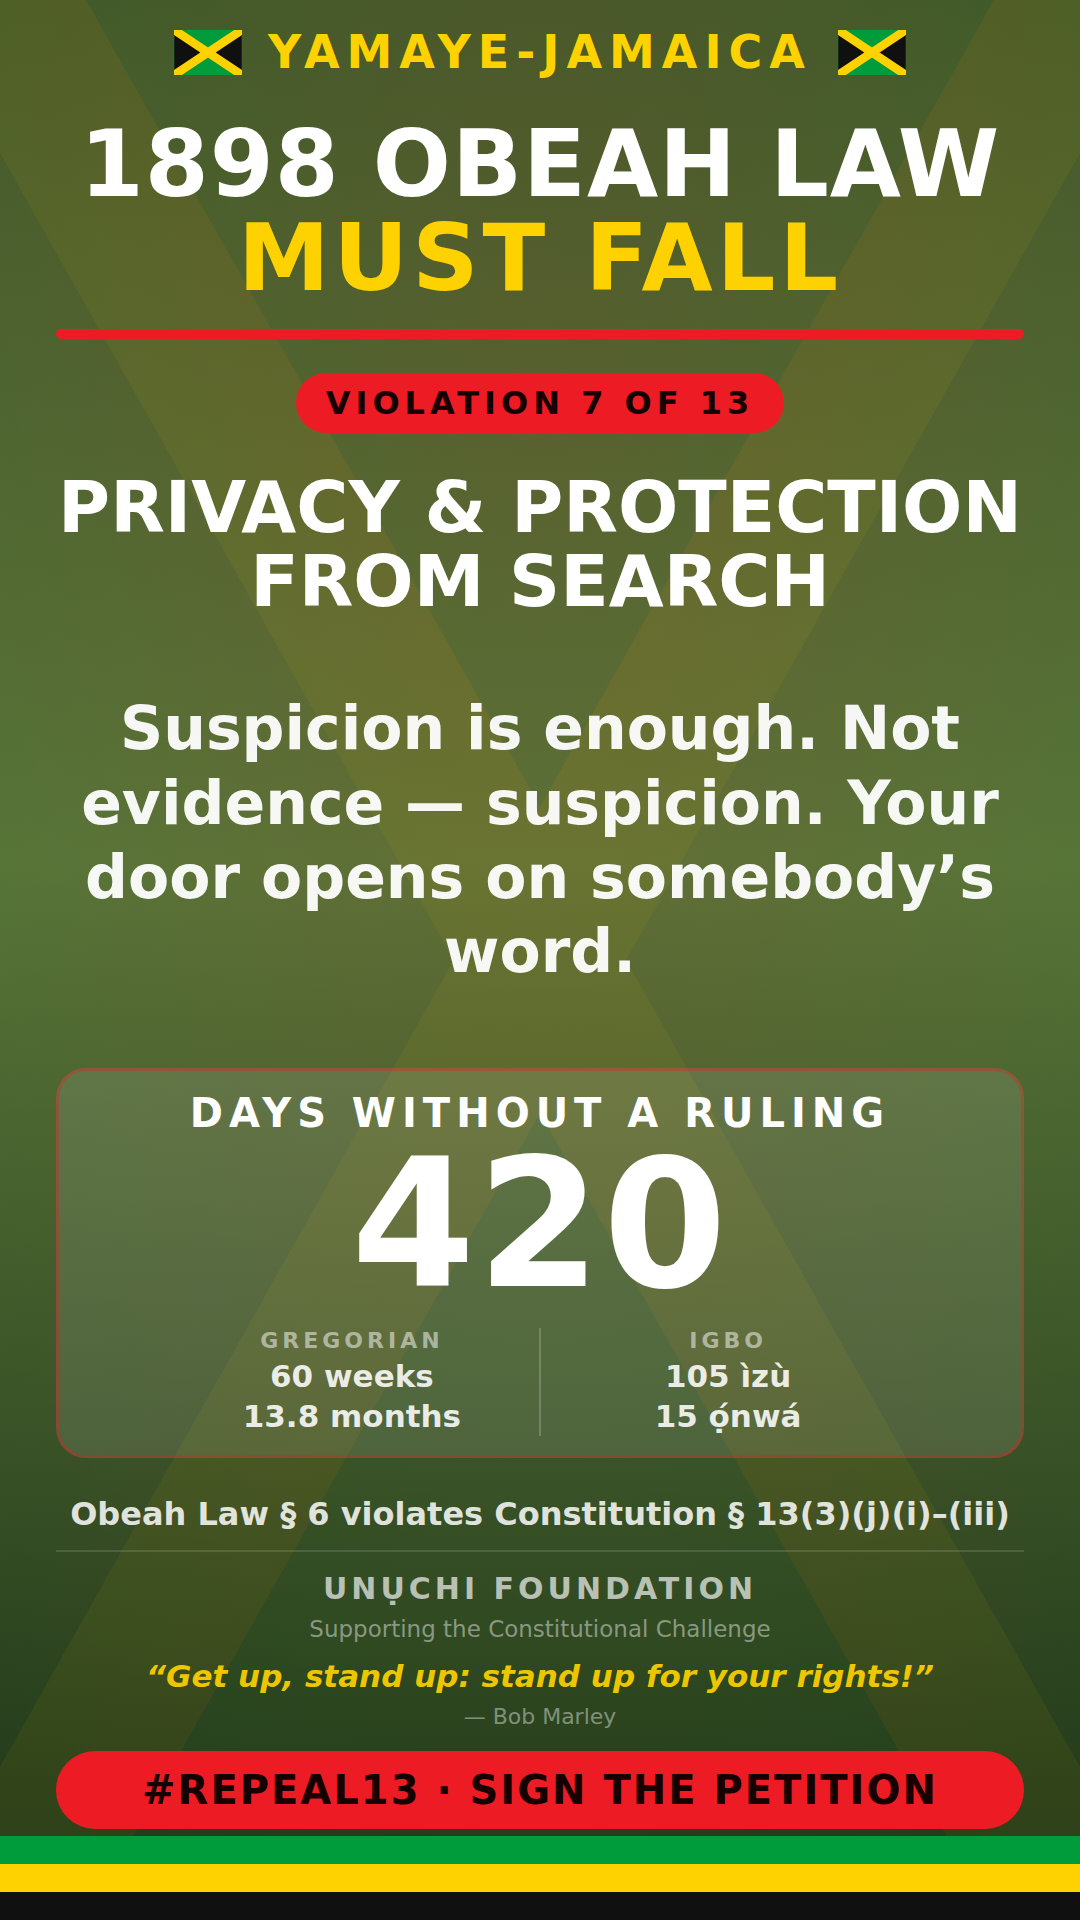 YAMAYE-JAMAICA
1898 OBEAH LAW
MUST FALL
VIOLATION 7 OF 13
PRIVACY & PROTECTION
FROM SEARCH
Suspicion is enough. Not
evidence — suspicion. Your
door opens on somebody’s
word.
DAYS WITHOUT A RULING
420
GREGORIAN
60 weeks
13.8 months
IGBO
105 ìzù
15 ọ́nwá
Obeah Law § 6 violates Constitution § 13(3)(j)(i)–(iii)
UNỤCHI FOUNDATION
Supporting the Constitutional Challenge
“Get up, stand up: stand up for your rights!”
— Bob Marley
#REPEAL13 · SIGN THE PETITION